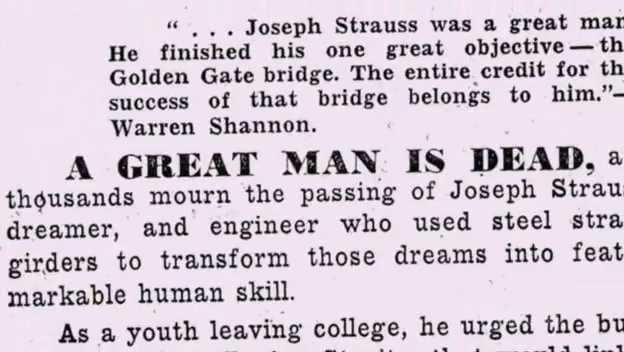 “ . . . Joseph Strauss was a great man
He finished his one great objective—th
Golden Gate bridge. The entire credit for th
success of that bridge belongs to him.”—
Warren Shannon.
A GREAT MAN IS DEAD, a
thousands mourn the passing of Joseph Straus
dreamer, and engineer who used steel stra
girders to transform those dreams into feat
markable human skill.
As a youth leaving college, he urged the bu